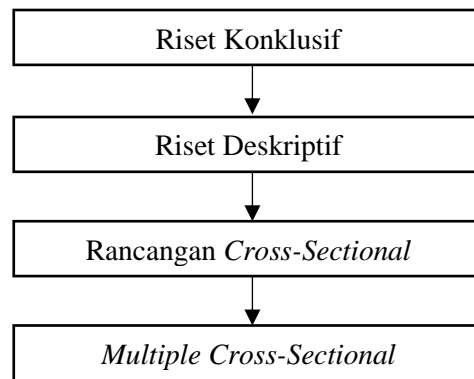 Riset Konklusif
Riset Deskriptif
Rancangan Cross-Sectional
Multiple Cross-Sectional